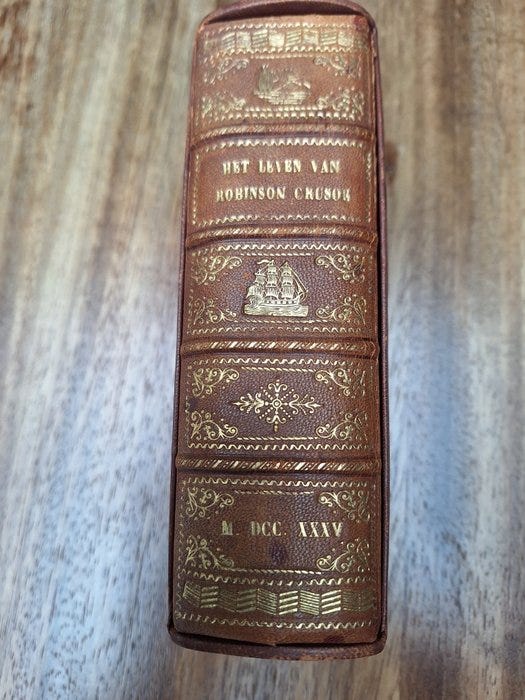 HET LEVEN VAN
ROBINSON CRUSOE
M. DCC. XXXV